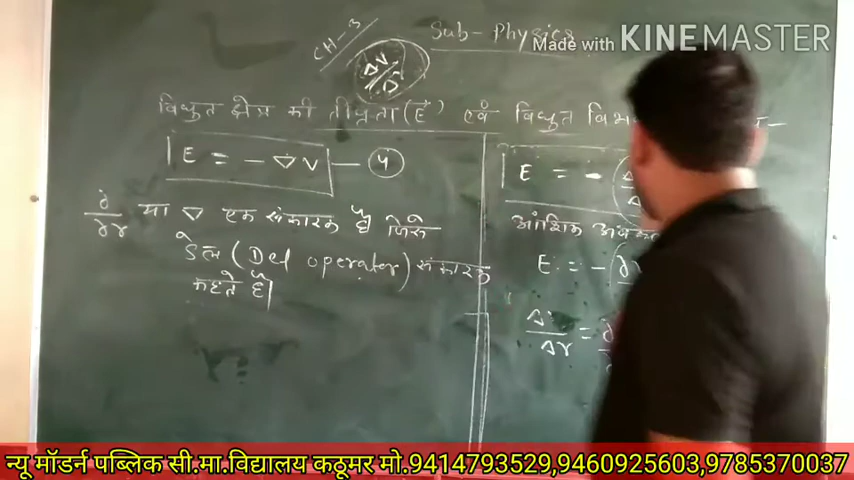 Made with KINEMASTER
Sub - Physics
CH-3
ΔV
विद्युत क्षेत्र की तीव्रता (E) एवं विद्युत
E = - ▽V — 4
या ▽ एक संकारक है जिसे
डेल (Del operator) संकारक
कहते है।
E = -
आंशिक
E = -
Δr =
न्यू मॉडर्न पब्लिक सी.मा.विद्यालय कठूमर मो.9414793529,9460925603,9785370037